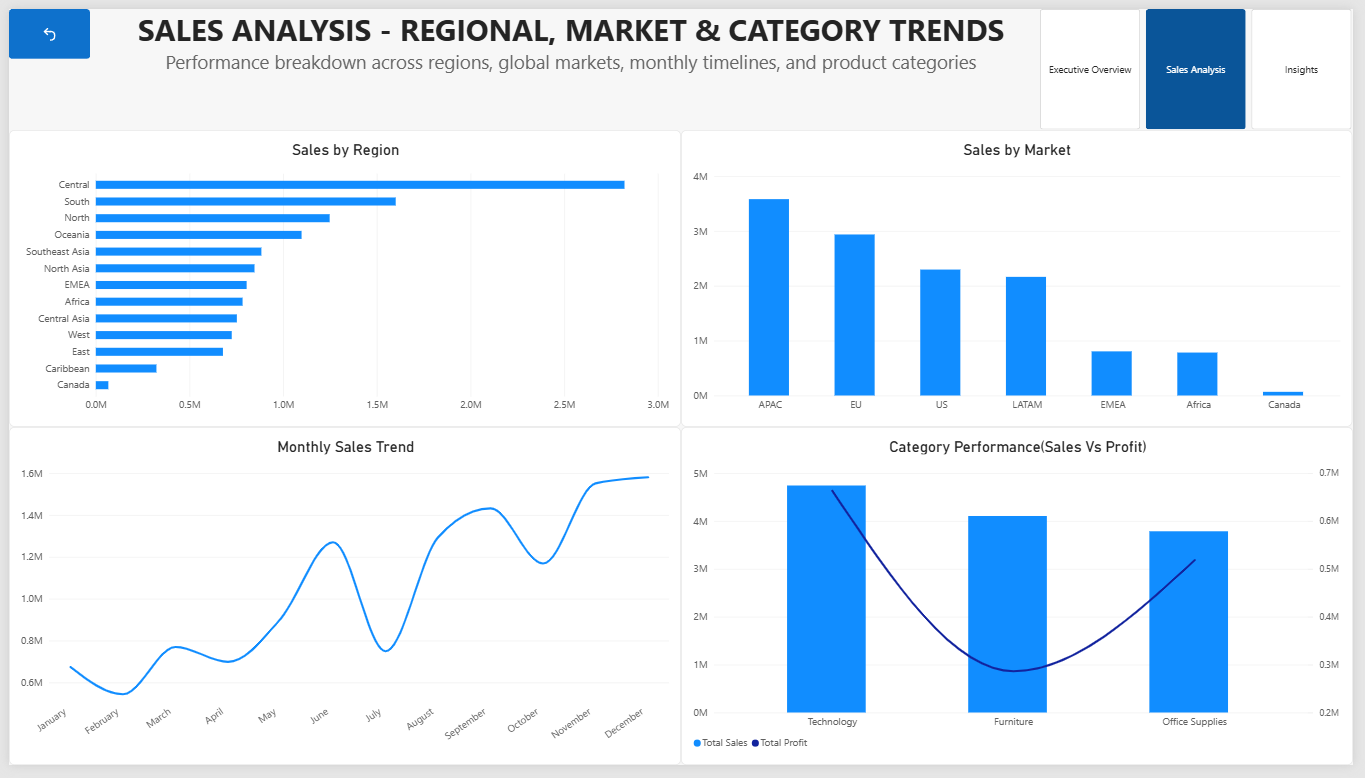 SALES ANALYSIS - REGIONAL, MARKET & CATEGORY TRENDS
Performance breakdown across regions, global markets, monthly timelines, and product categories
Executive Overview
Sales Analysis
Insights
Sales by Region
Central
South
North
Oceania
Southeast Asia
North Asia
EMEA
Africa
Central Asia
West
East
Caribbean
Canada
0.0M 0.5M 1.0M 1.5M 2.0M 2.5M 3.0M
Sales by Market
4M
3M
2M
1M
0M
APAC EU US LATAM EMEA Africa Canada
Monthly Sales Trend
1.6M
1.4M
1.2M
1.0M
0.8M
0.6M
January February March April May June July August September October November December
Category Performance(Sales Vs Profit)
5M
4M
3M
2M
1M
0M
0.7M
0.6M
0.5M
0.4M
0.3M
0.2M
Technology Furniture Office Supplies
Total Sales Total Profit